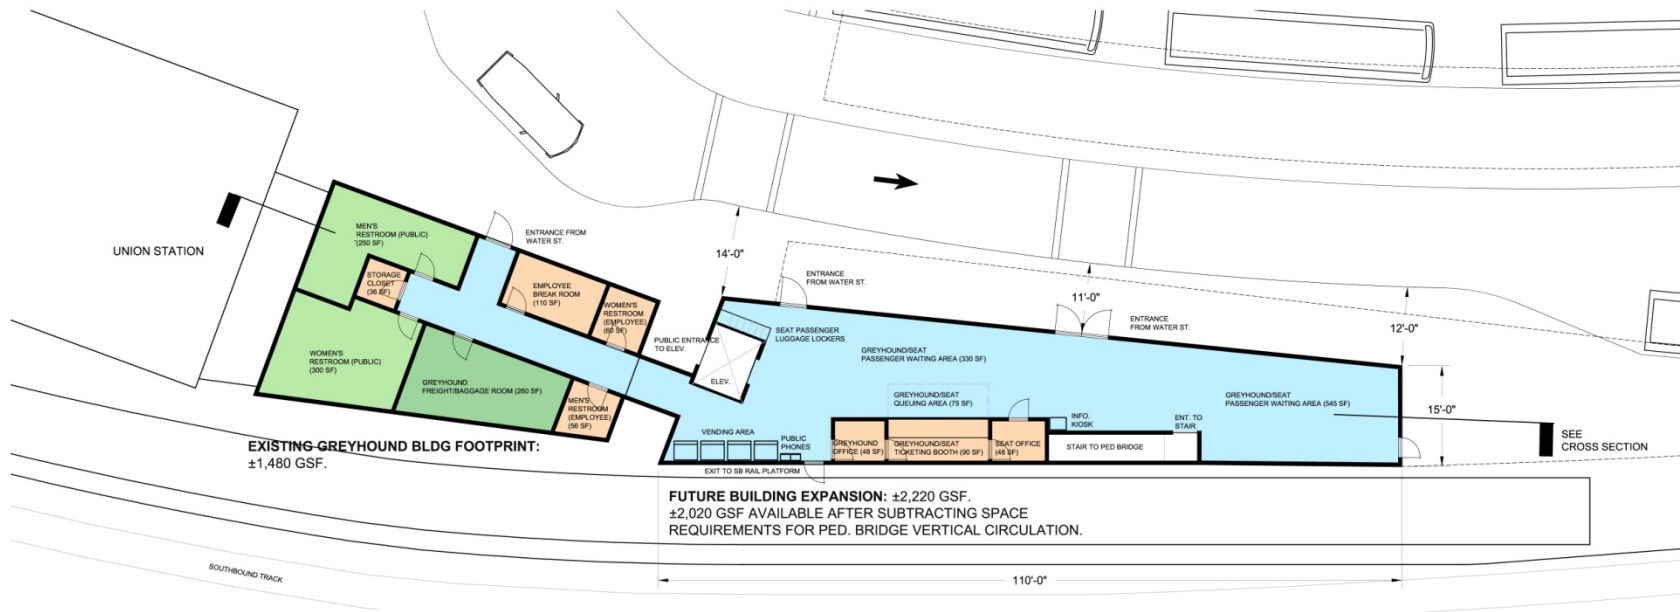 UNION STATION
MEN'S
RESTROOM (PUBLIC)
(250 SF)
STORAGE
CLOSET
(36 SF)
WOMEN'S
RESTROOM (PUBLIC)
(300 SF)
ENTRANCE FROM
WATER ST.
EMPLOYEE
BREAK ROOM
(110 SF)
WOMEN'S
RESTROOM
(EMPLOYEE)
(60 SF)
GREYHOUND
FREIGHT/BAGGAGE ROOM (260 SF)
MEN'S
RESTROOM
(EMPLOYEE)
(56 SF)
PUBLIC ENTRANCE
TO ELEV.
ELEV.
14'-0"
SEAT PASSENGER
LUGGAGE LOCKERS
ENTRANCE
FROM WATER ST.
11'-0"
ENTRANCE
FROM WATER ST.
12'-0"
15'-0"
GREYHOUND/SEAT
PASSENGER WAITING AREA (330 SF)
GREYHOUND/SEAT
QUEUING AREA (75 SF)
GREYHOUND/SEAT
PASSENGER WAITING AREA (545 SF)
VENDING AREA
PUBLIC
PHONES
GREYHOUND
OFFICE (48 SF)
GREYHOUND/SEAT
TICKETING BOOTH (90 SF)
SEAT OFFICE
(48 SF)
INFO.
KIOSK
STAIR TO PED BRIDGE
ENT. TO
STAIR
EXIT TO SB RAIL PLATFORM
SEE
CROSS SECTION
EXISTING GREYHOUND BLDG FOOTPRINT:
±1,480 GSF.
FUTURE BUILDING EXPANSION: ±2,220 GSF.
±2,020 GSF AVAILABLE AFTER SUBTRACTING SPACE
REQUIREMENTS FOR PED. BRIDGE VERTICAL CIRCULATION.
SOUTHBOUND TRACK
110'-0"